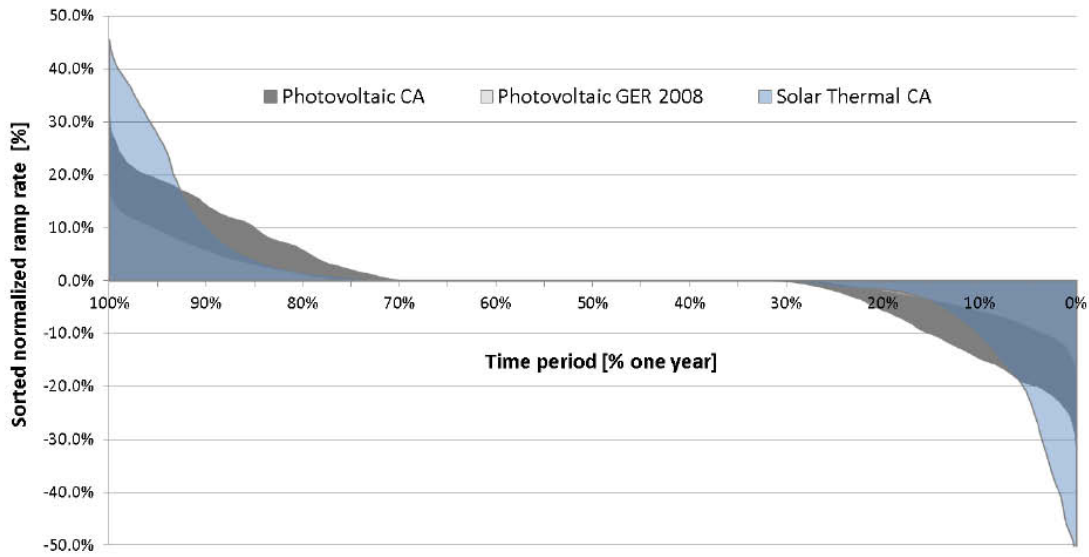 50.0%
40.0%
Photovoltaic CA Photovoltaic GER 2008 Solar Thermal CA
30.0%
20.0%
10.0%
0.0%
100% 90% 80% 70% 60% 50% 40% 30% 20% 10% 0%
-10.0%
Time period [% one year]
-20.0%
-30.0%
-40.0%
-50.0%
Sorted normalized ramp rate [%]